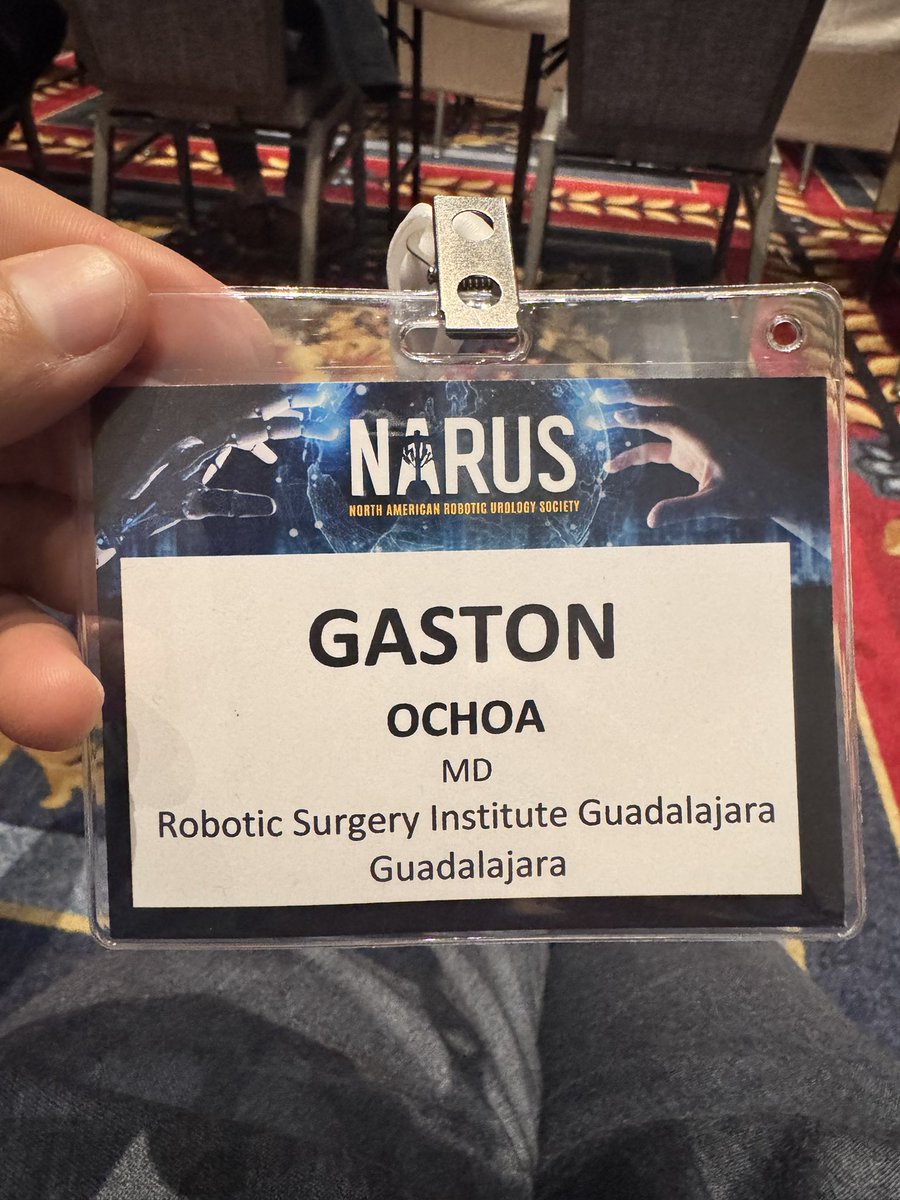 NARUS
NORTH AMERICAN ROBOTIC UROLOGY SOCIETY
GASTON
OCHOA
MD
Robotic Surgery Institute Guadalajara
Guadalajara